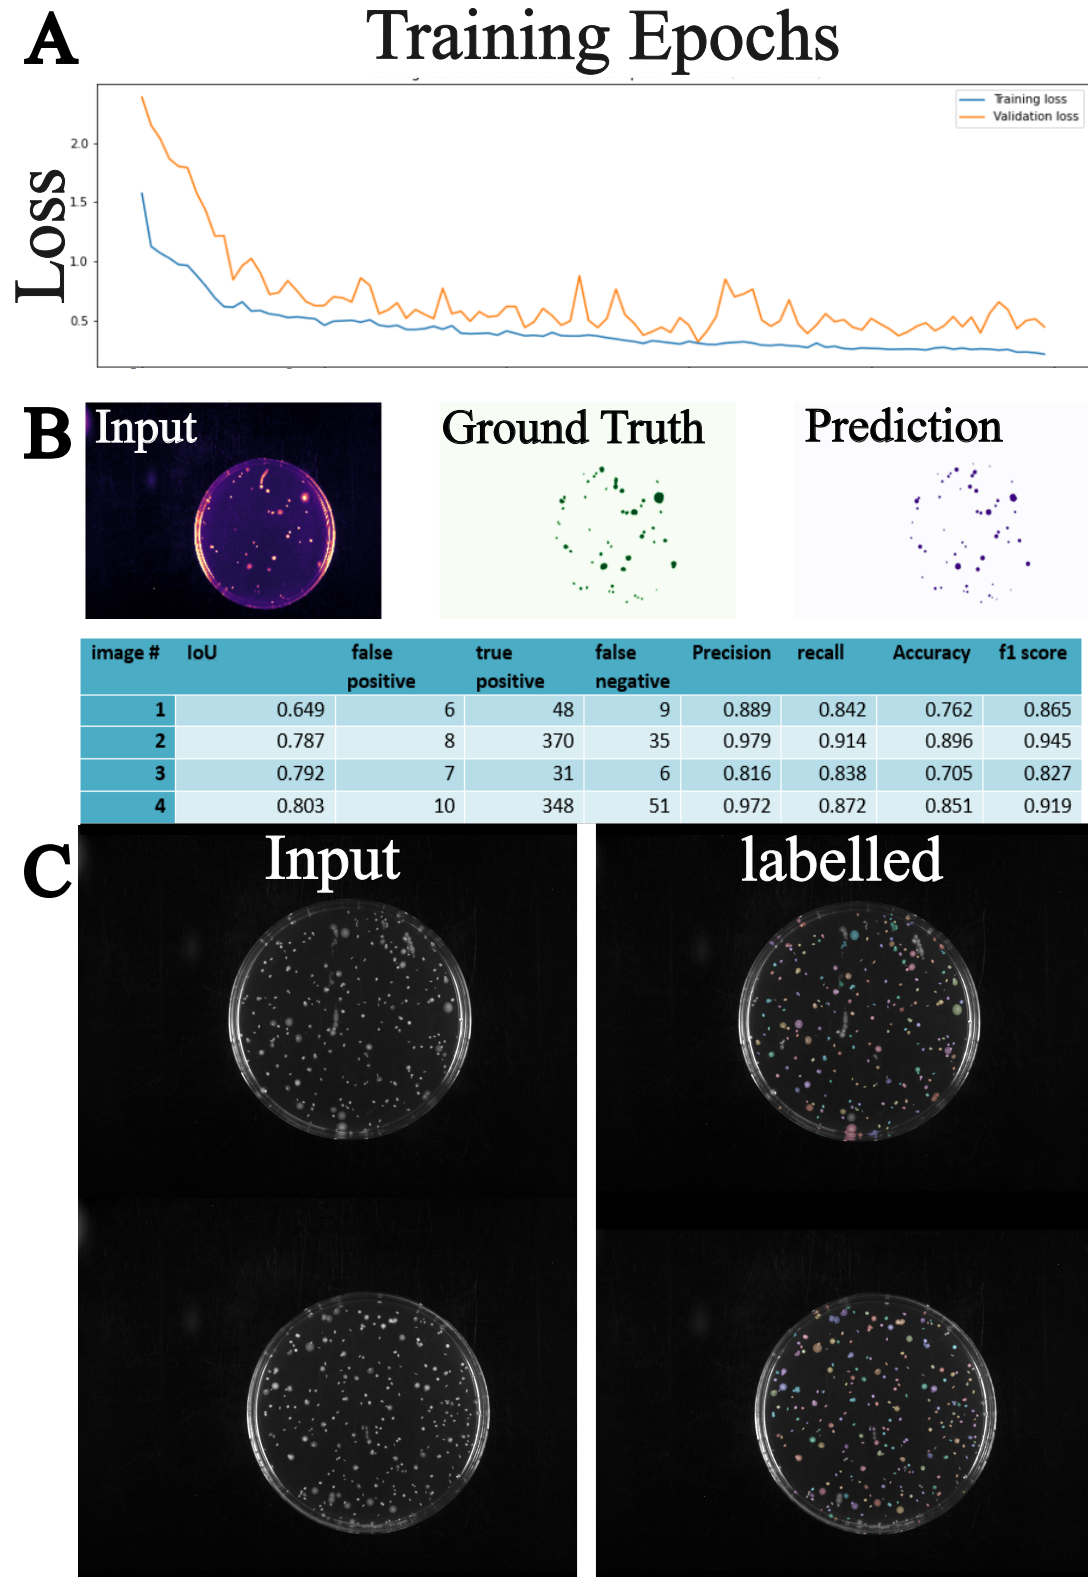 A
Training Epochs
Loss
Training loss
Validation loss
2.0
1.5
1.0
0.5
B
Input
Ground Truth
Prediction
image # IoU false positive true positive false negative Precision recall Accuracy f1 score
1 0.649 6 48 9 0.889 0.842 0.762 0.865
2 0.787 8 370 35 0.979 0.914 0.896 0.945
3 0.792 7 31 6 0.816 0.838 0.705 0.827
4 0.803 10 348 51 0.972 0.872 0.851 0.919
C
Input
labelled